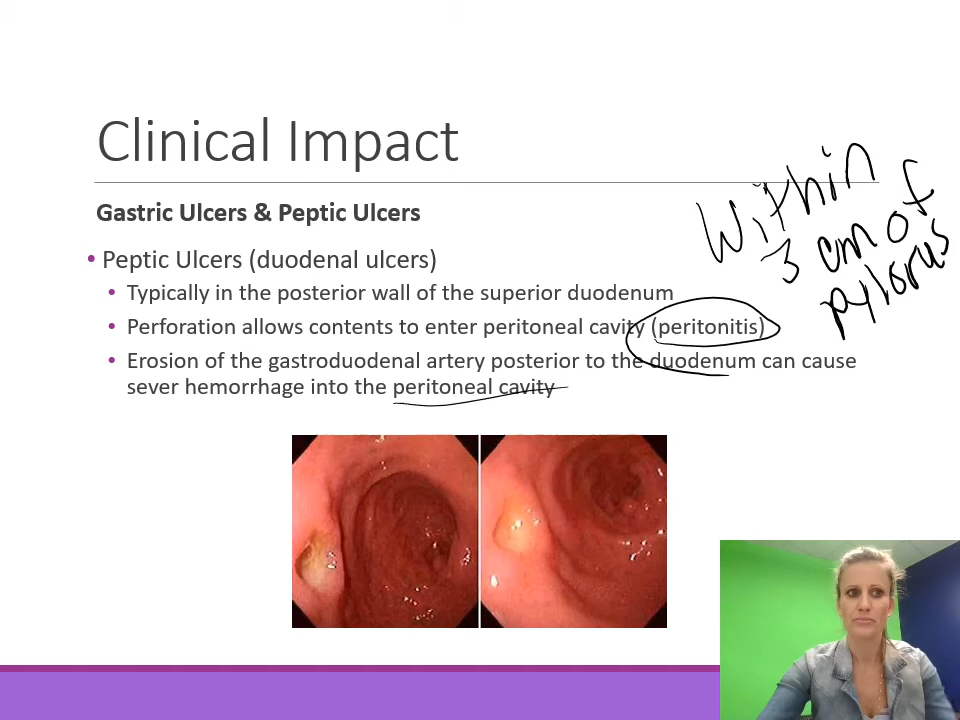 Clinical Impact
Gastric Ulcers & Peptic Ulcers
• Peptic Ulcers (duodenal ulcers)
• Typically in the posterior wall of the superior duodenum
• Perforation allows contents to enter peritoneal cavity (peritonitis)
• Erosion of the gastroduodenal artery posterior to the duodenum can cause
sever hemorrhage into the peritoneal cavity
Within
3 cm of
pylorus